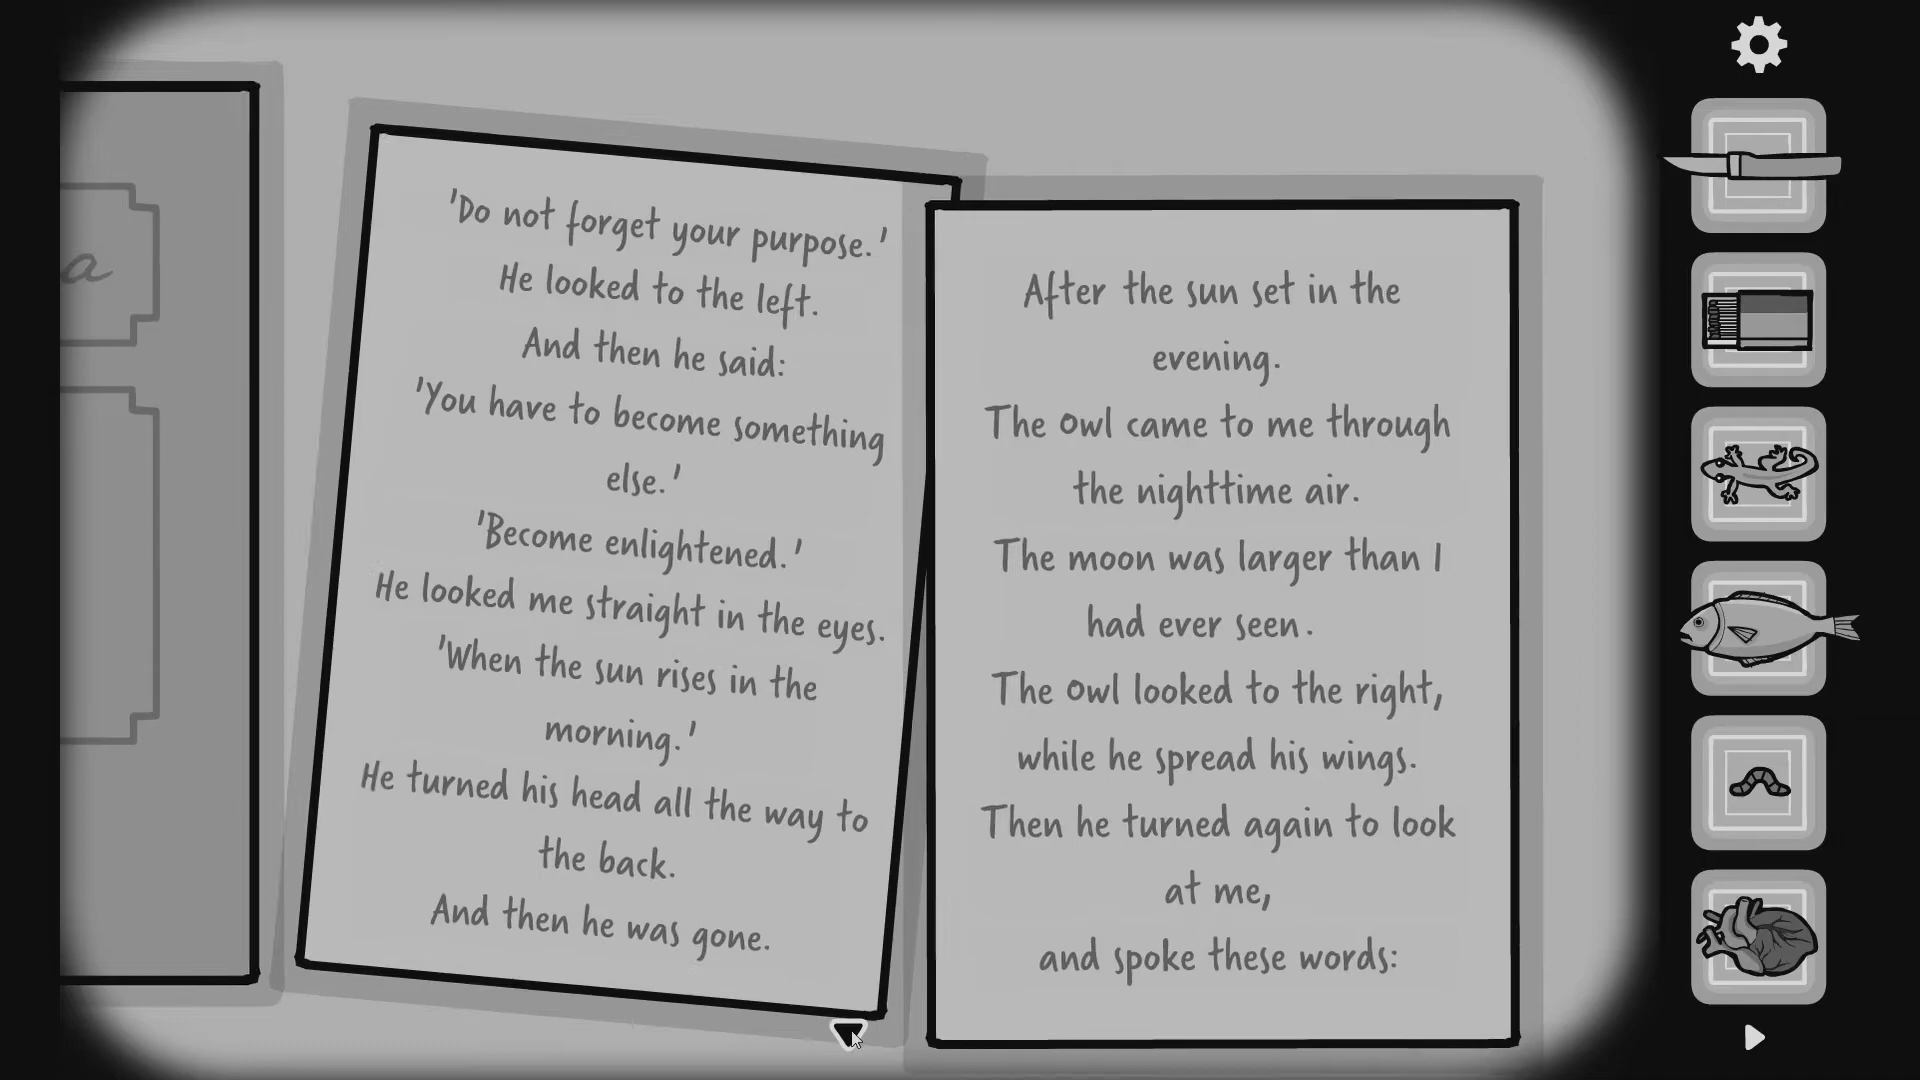 a
'Do not forget your purpose.'
He looked to the left.
And then he said:
'You have to become something
else.'
'Become enlightened.'
He looked me straight in the eyes.
'When the sun rises in the
morning.'
He turned his head all the way to
the back.
And then he was gone.
After the sun set in the
evening.
The Owl came to me through
the nighttime air.
The moon was larger than I
had ever seen.
The Owl looked to the right,
while he spread his wings.
Then he turned again to look
at me,
and spoke these words: